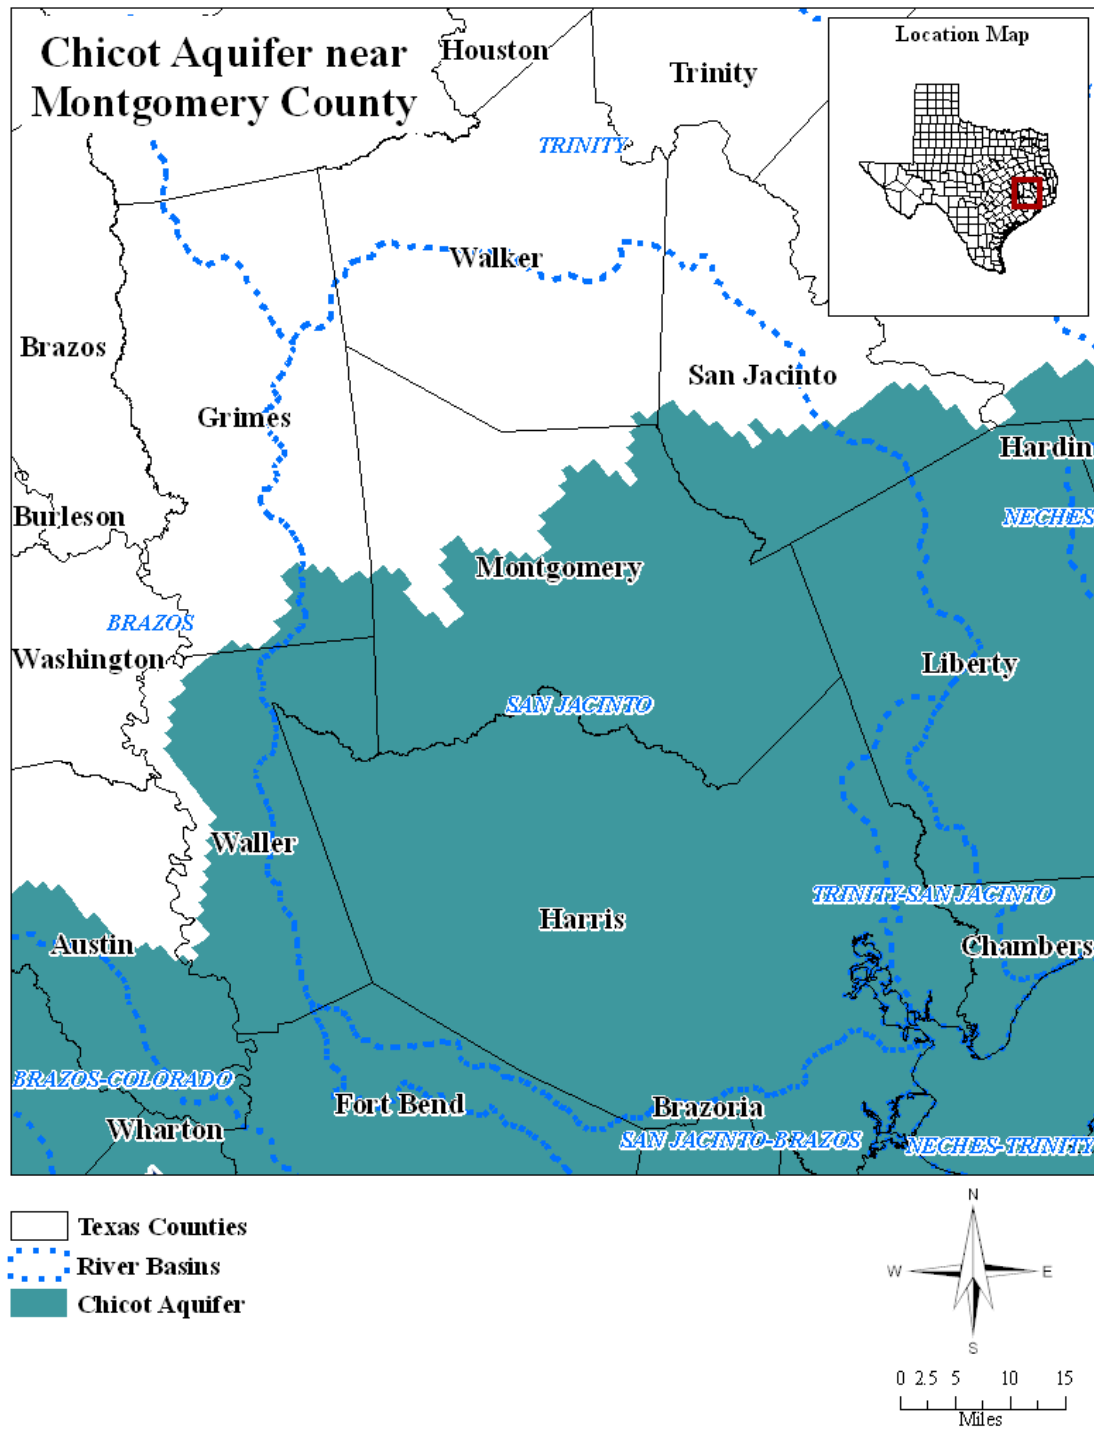 Chicot Aquifer near
Montgomery County
Houston
Trinity
Location Map
TRINITY
Walker
Brazos
San Jacinto
Grimes
Hardin
Burleson
NECHES
Montgomery
BRAZOS
Washington
Liberty
SAN JACINTO
Waller
TRINITY-SAN JACINTO
Harris
Austin
Chambers
BRAZOS-COLORADO
Fort Bend
Brazoria
Wharton
SAN JACINTO-BRAZOS
NECHES-TRINITY
Texas Counties
River Basins
Chicot Aquifer
N
W
E
S
0 2.5 5 10 15
Miles